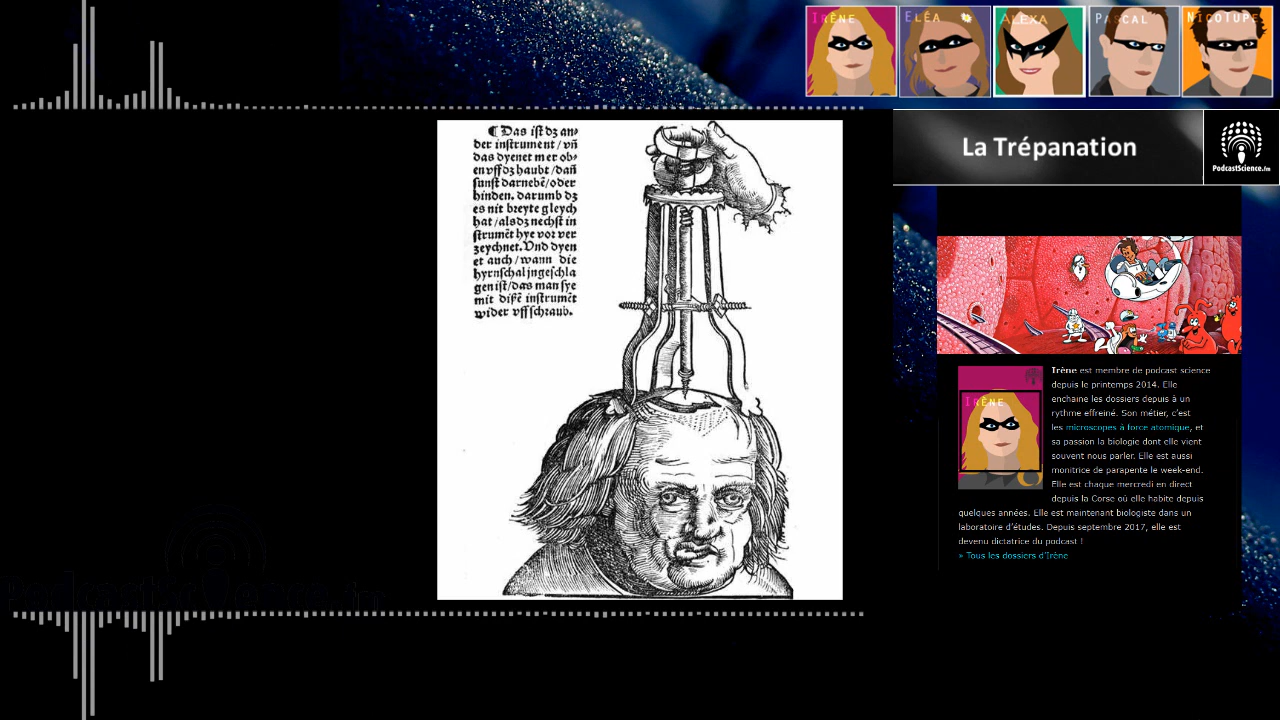 IRÈNE
ELÉA
ALEXA
PASCAL
NICOTUPE
La Trépanation
PodcastScience.fm
¶ Das ist dz an⸗
der instrument / vñ
das dyenet mer ob⸗
en vff dz haubt / dañ
sunst darnebē / oder
hinden. darumb dz
es nit breyte gleych
hat / als dz nechst in
strumēt hye vor ver
zeychnet. Vnd dyen
et auch / wann die
hyrnschal jngeschla
gen ist / das man sye
mit disē instrumēt
wider vffschraub.
IRÈNE
Irène est membre de podcast science
depuis le printemps 2014. Elle
enchaine les dossiers depuis à un
rythme effreiné. Son métier, c'est
les microscopes à force atomique, et
sa passion la biologie dont elle vient
souvent nous parler. Elle est aussi
monitrice de parapente le week-end.
Elle est chaque mercredi en direct
depuis la Corse où elle habite depuis
quelques années. Elle est maintenant biologiste dans un
laboratoire d'études. Depuis septembre 2017, elle est
devenu dictatrice du podcast !
» Tous les dossiers d'Irène